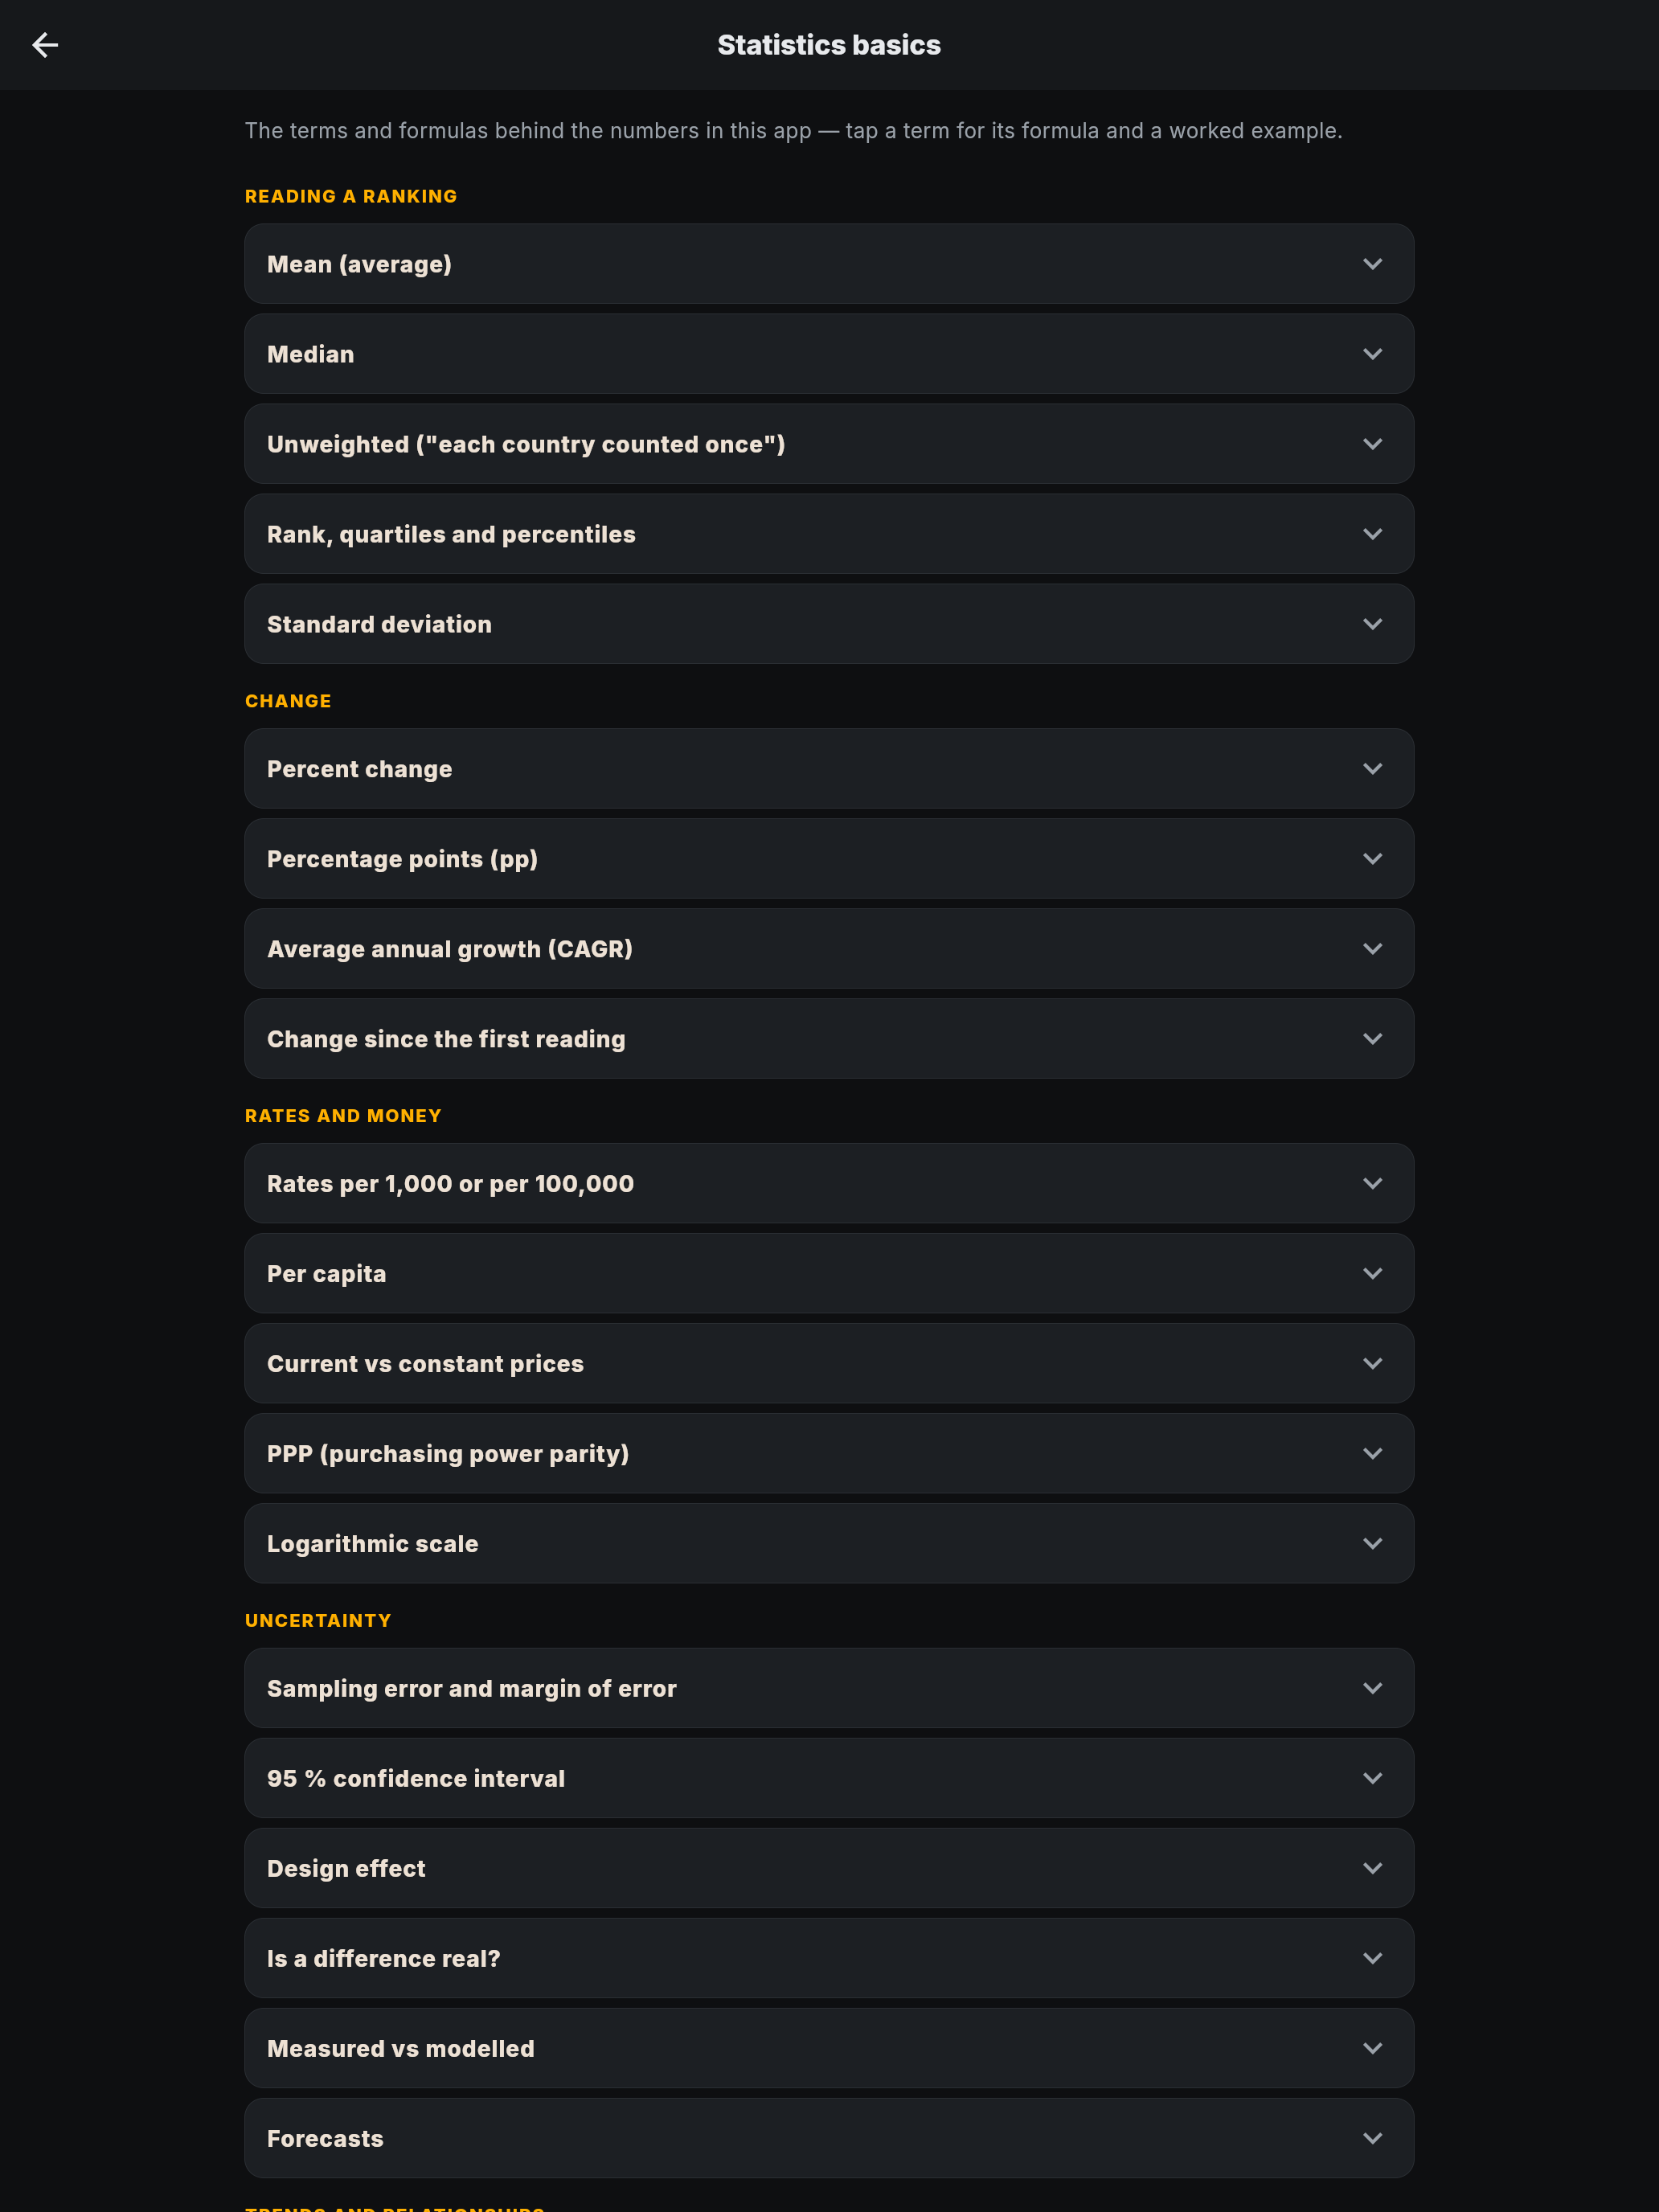 Statistics basics
The terms and formulas behind the numbers in this app — tap a term for its formula and a worked example.
READING A RANKING
Mean (average)
Median
Unweighted ("each country counted once")
Rank, quartiles and percentiles
Standard deviation
CHANGE
Percent change
Percentage points (pp)
Average annual growth (CAGR)
Change since the first reading
RATES AND MONEY
Rates per 1,000 or per 100,000
Per capita
Current vs constant prices
PPP (purchasing power parity)
Logarithmic scale
UNCERTAINTY
Sampling error and margin of error
95 % confidence interval
Design effect
Is a difference real?
Measured vs modelled
Forecasts
TRENDS AND RELATIONSHIPS